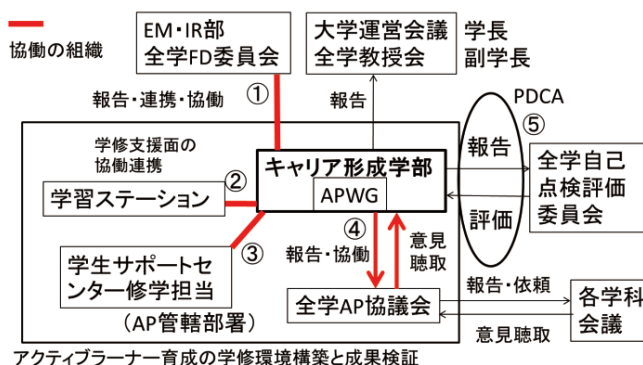 協働の組織
EM・IR部
全学FD委員会
大学運営会議
全学教授会
学長
副学長
報告・連携・協働
①
報告
PDCA
⑤
学修支援面の
協働連携
キャリア形成学部
APWG
報告
評価
全学自己
点検評価
委員会
②
学習ステーション
③
④
学生サポートセ
ンター修学担当
(AP管轄部署)
報告・協働
意見
聴取
全学AP協議会
報告・依頼
意見聴取
各学科
会議
アクティブラーナー育成の学修環境構築と成果検証